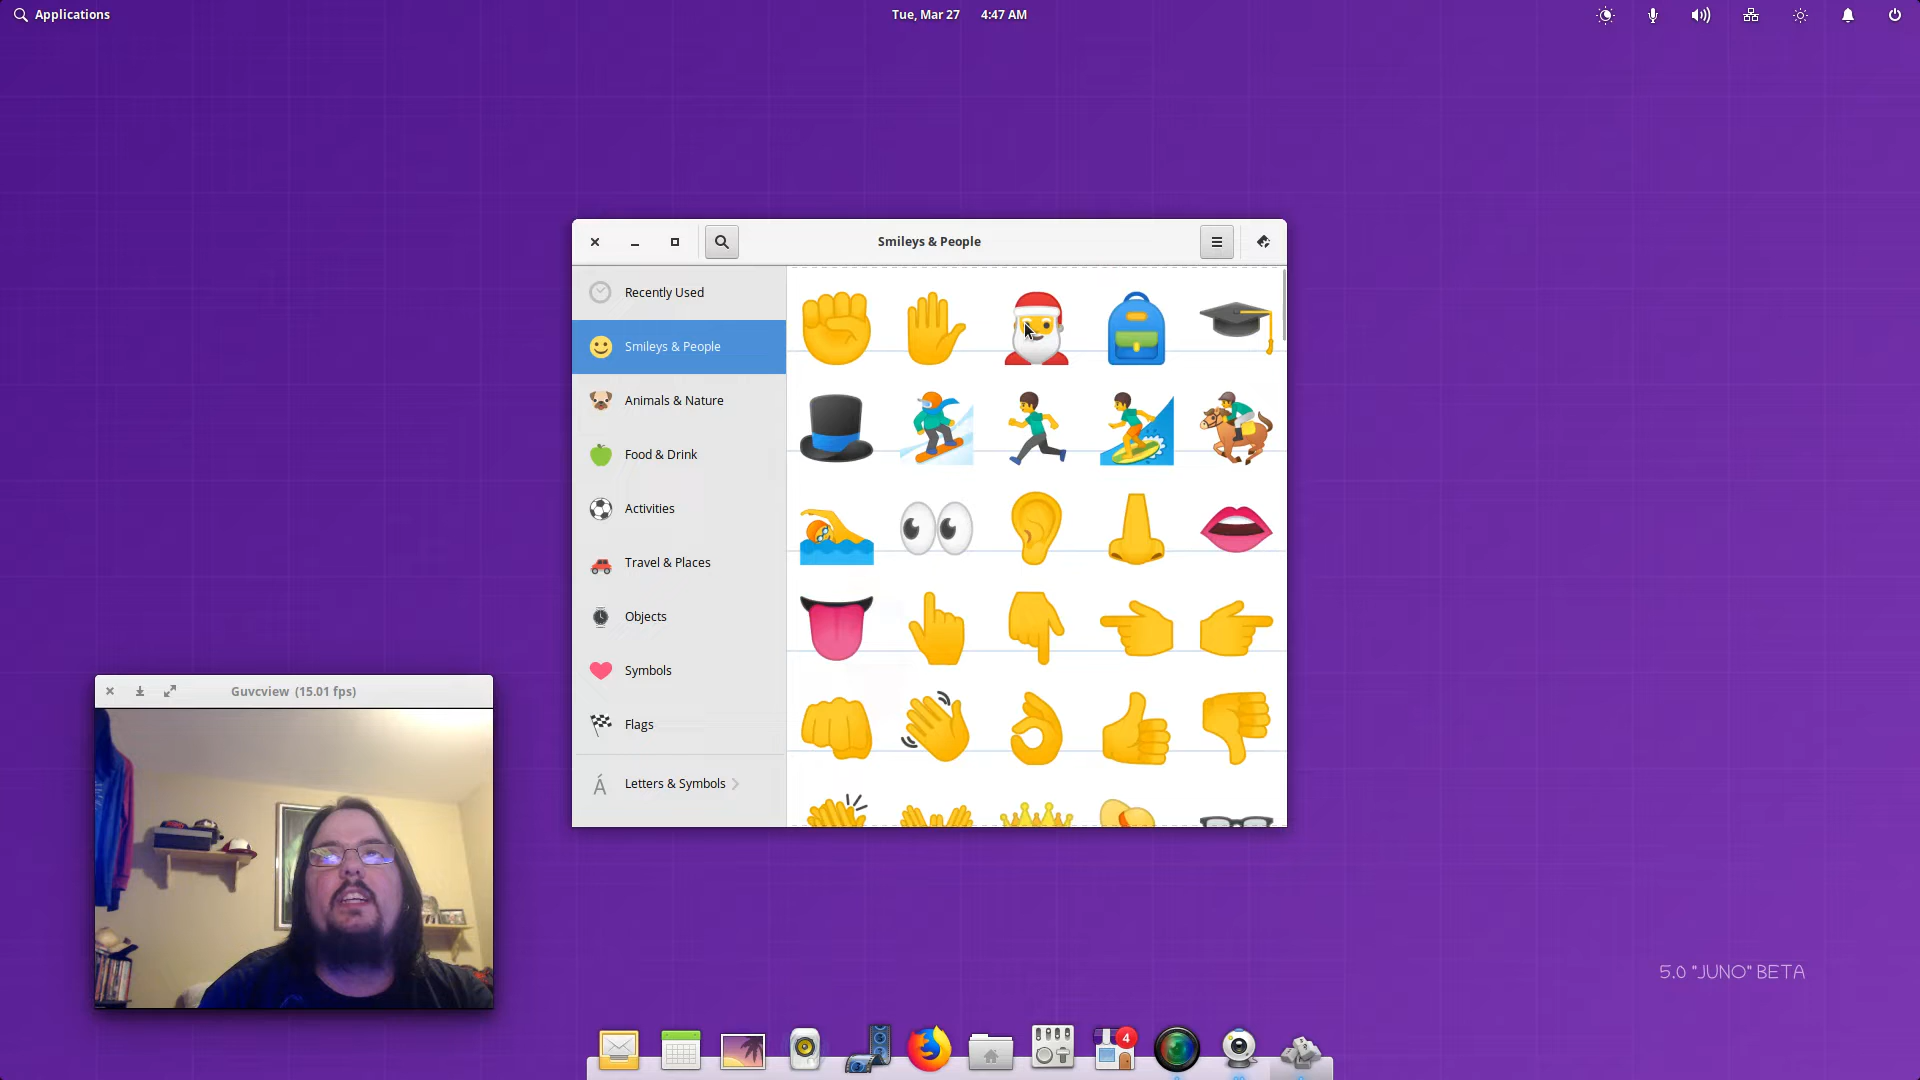 Applications
Tue, Mar 27 4:47 AM
Smileys & People
Recently Used
Smileys & People
Animals & Nature
Food & Drink
Activities
Travel & Places
Objects
Symbols
Flags
Á Letters & Symbols
Guvcview (15.01 fps)
5.0 "JUNO" BETA
4